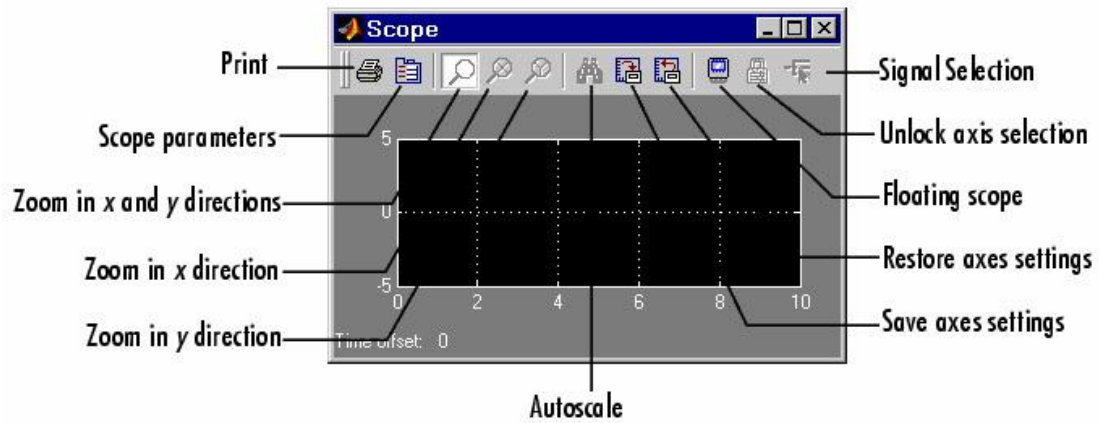 Scope
Print
Signal Selection
Scope parameters
Unlock axis selection
5
Zoom in x and y directions
Floating scope
0
Zoom in x direction
Restore axes settings
-5
0 2 4 6 8 10
Zoom in y direction
Save axes settings
Time offset: 0
Autoscale